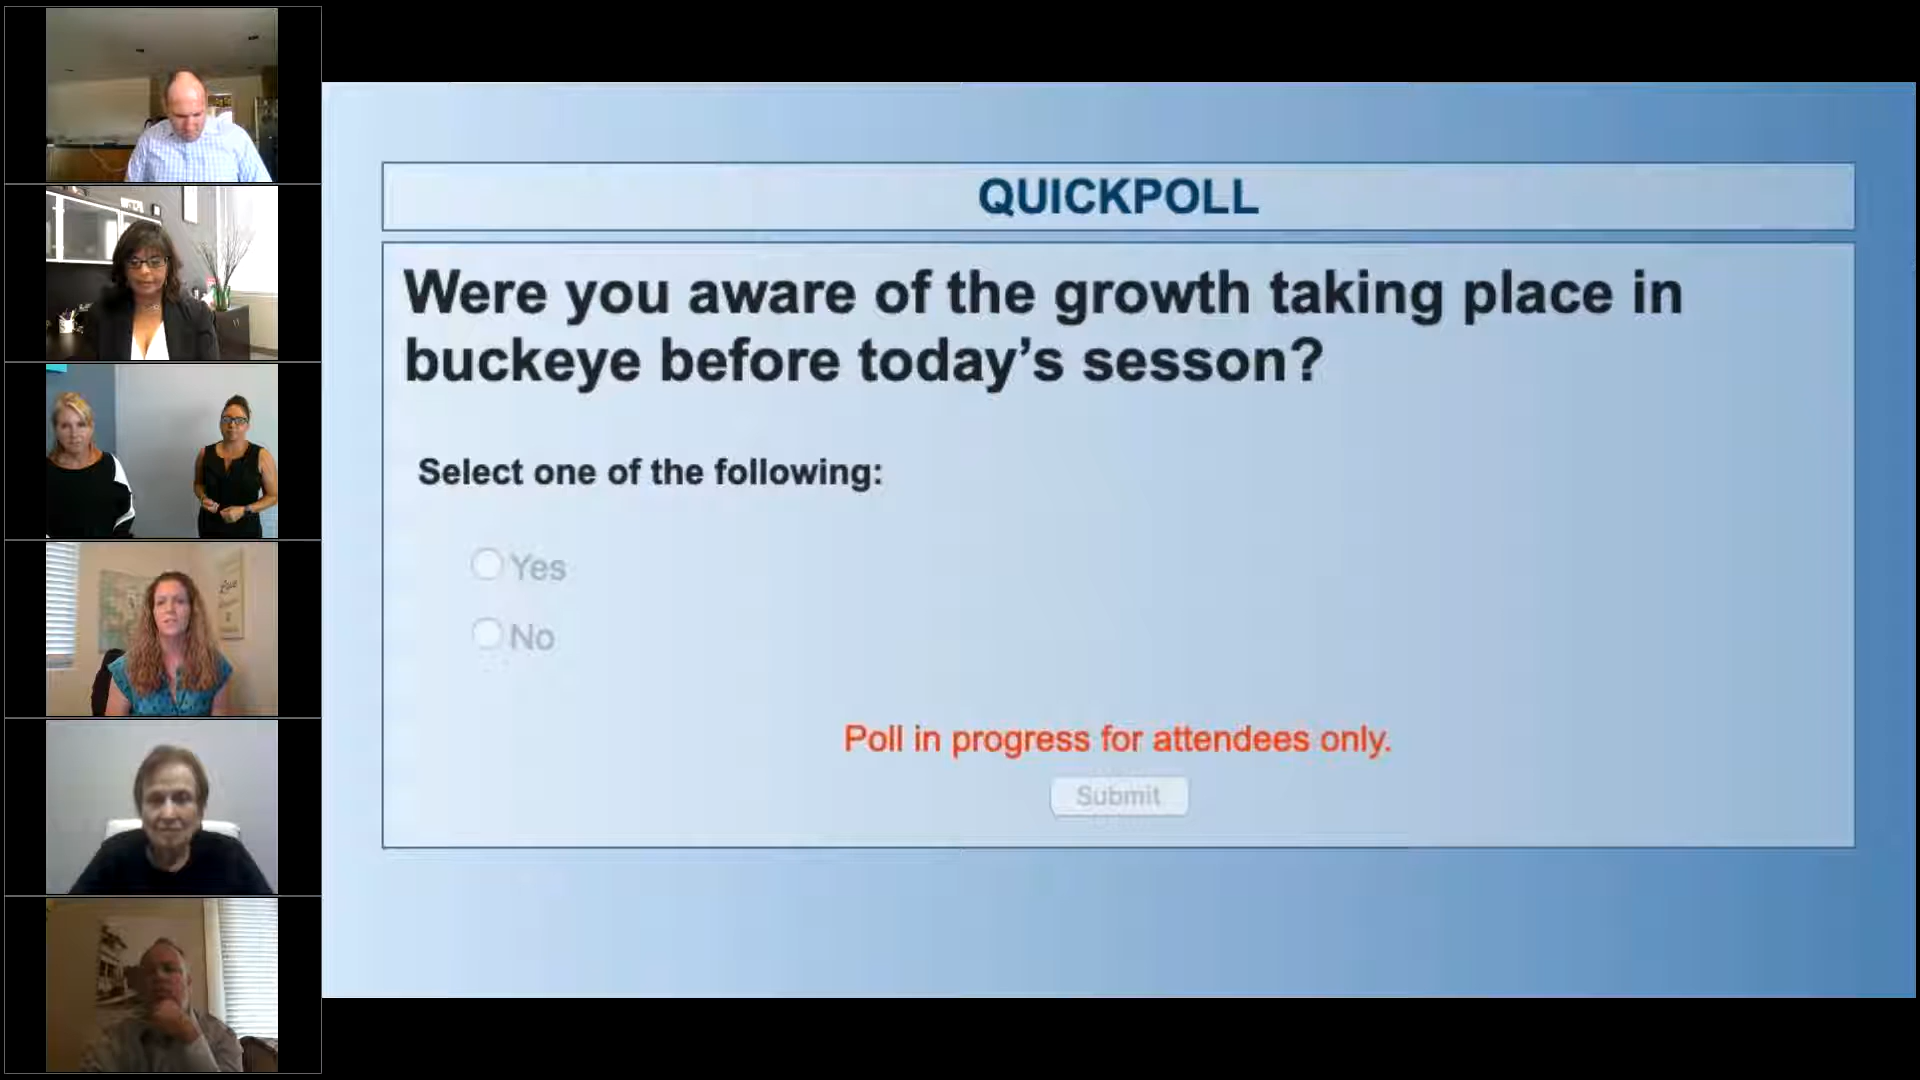 QUICKPOLL
Were you aware of the growth taking place in
buckeye before today’s sesson?
Select one of the following:
Yes
No
Poll in progress for attendees only.
Submit